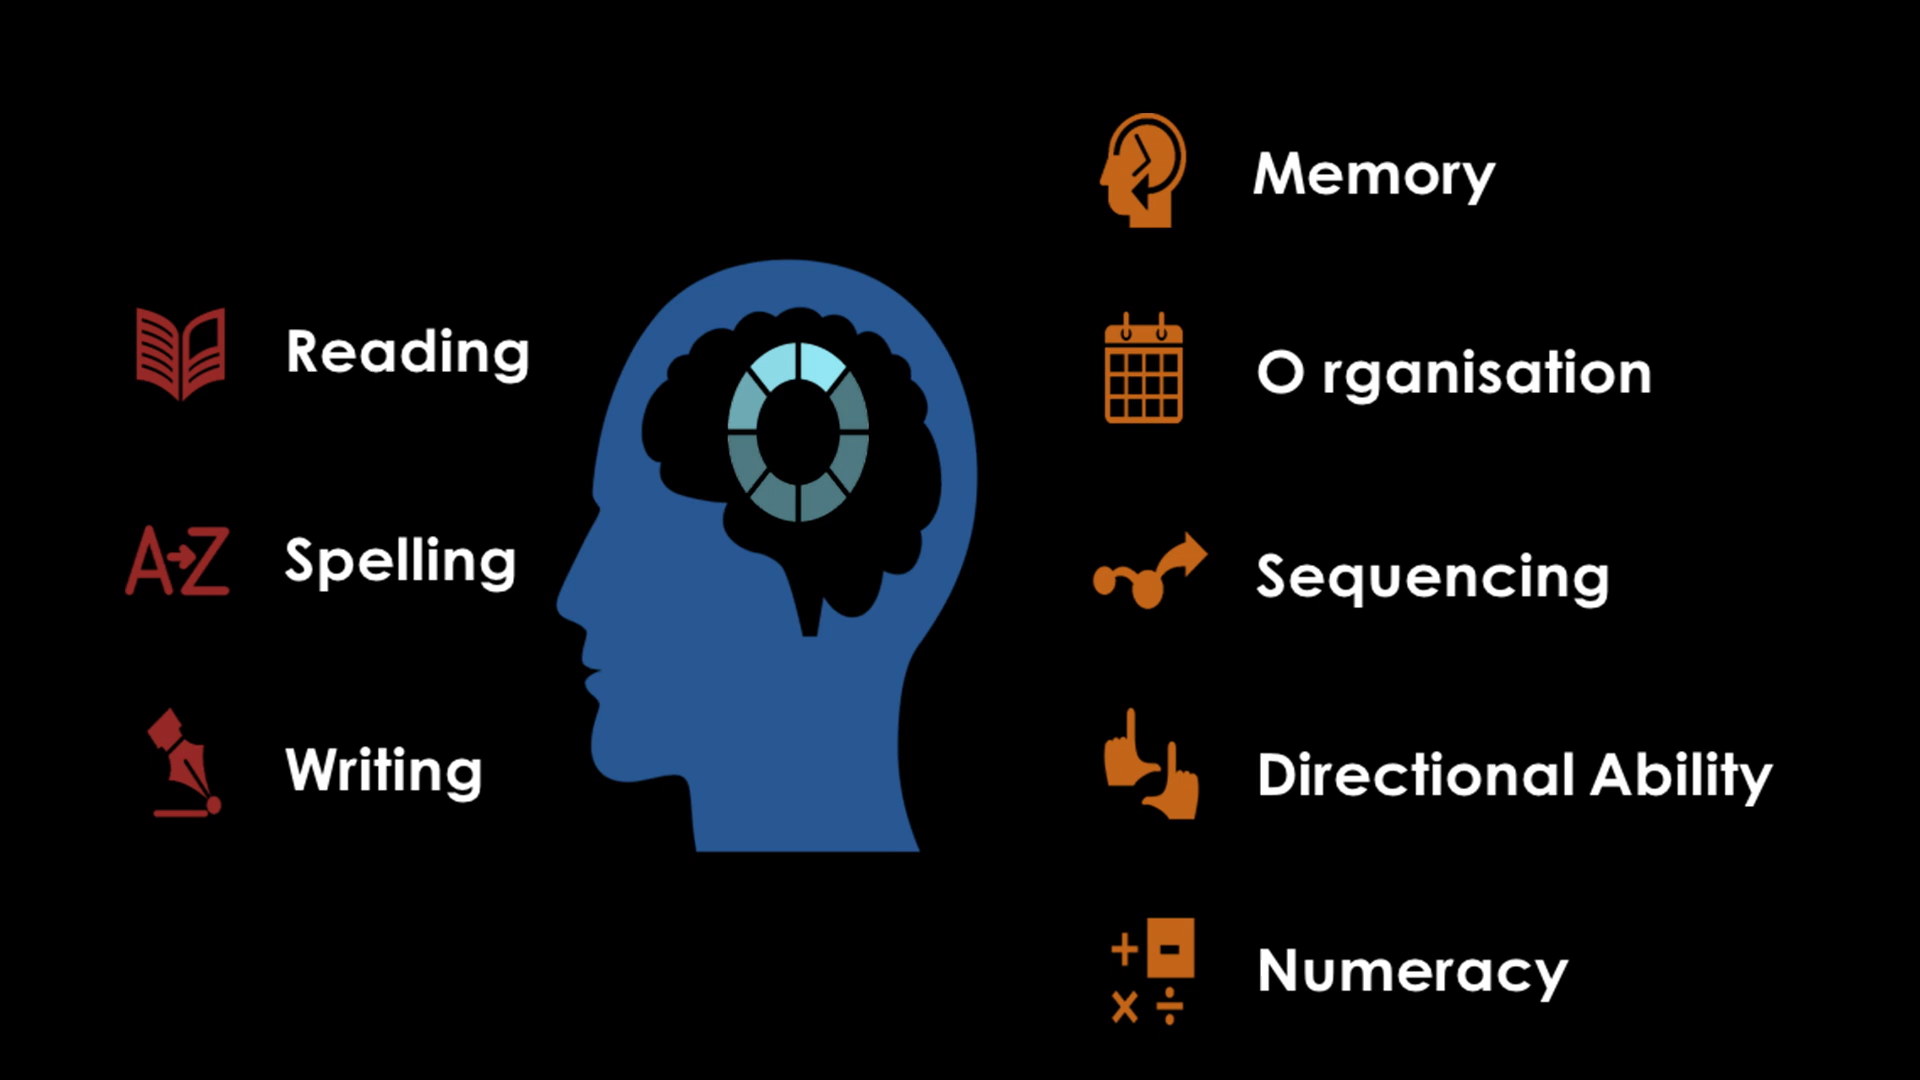 Reading
Spelling
A Z
Writing
Memory
O rganisation
Sequencing
Directional Ability
Numeracy
+ -
x ÷